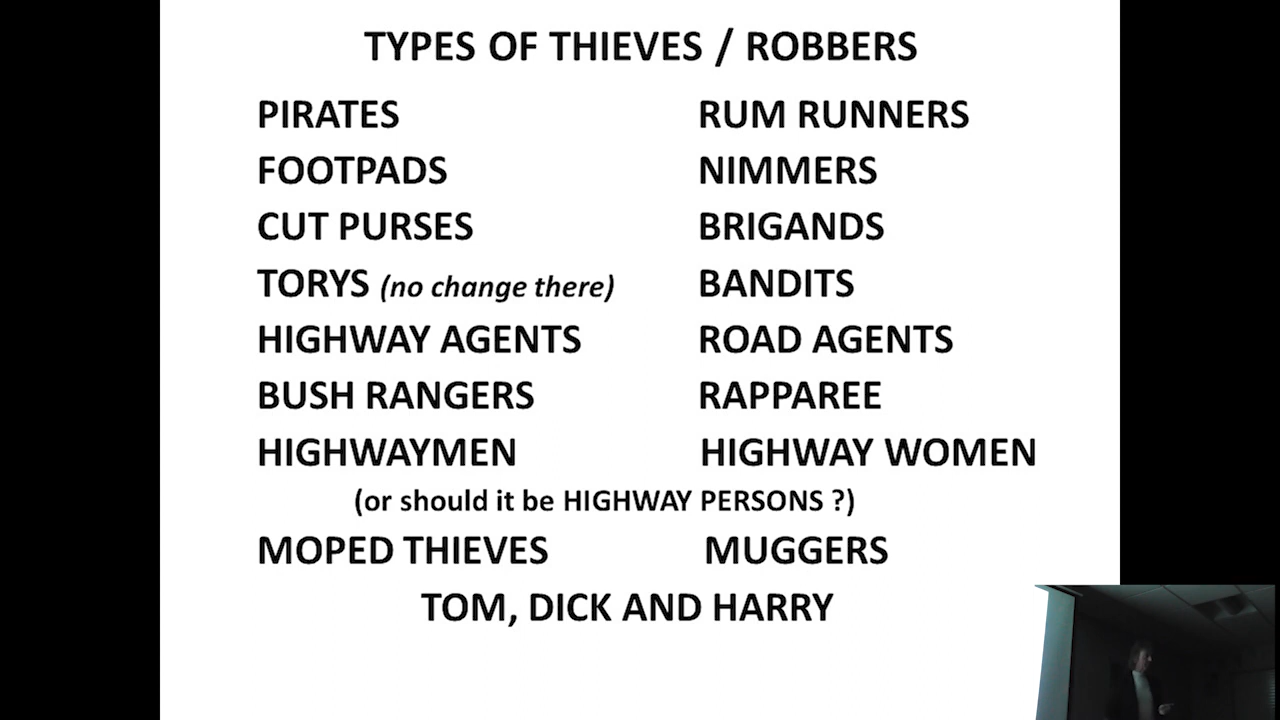 TYPES OF THIEVES / ROBBERS
PIRATES RUM RUNNERS
FOOTPADS NIMMERS
CUT PURSES BRIGANDS
TORYS (no change there) BANDITS
HIGHWAY AGENTS ROAD AGENTS
BUSH RANGERS RAPPAREE
HIGHWAYMEN HIGHWAY WOMEN
(or should it be HIGHWAY PERSONS ?)
MOPED THIEVES MUGGERS
TOM, DICK AND HARRY